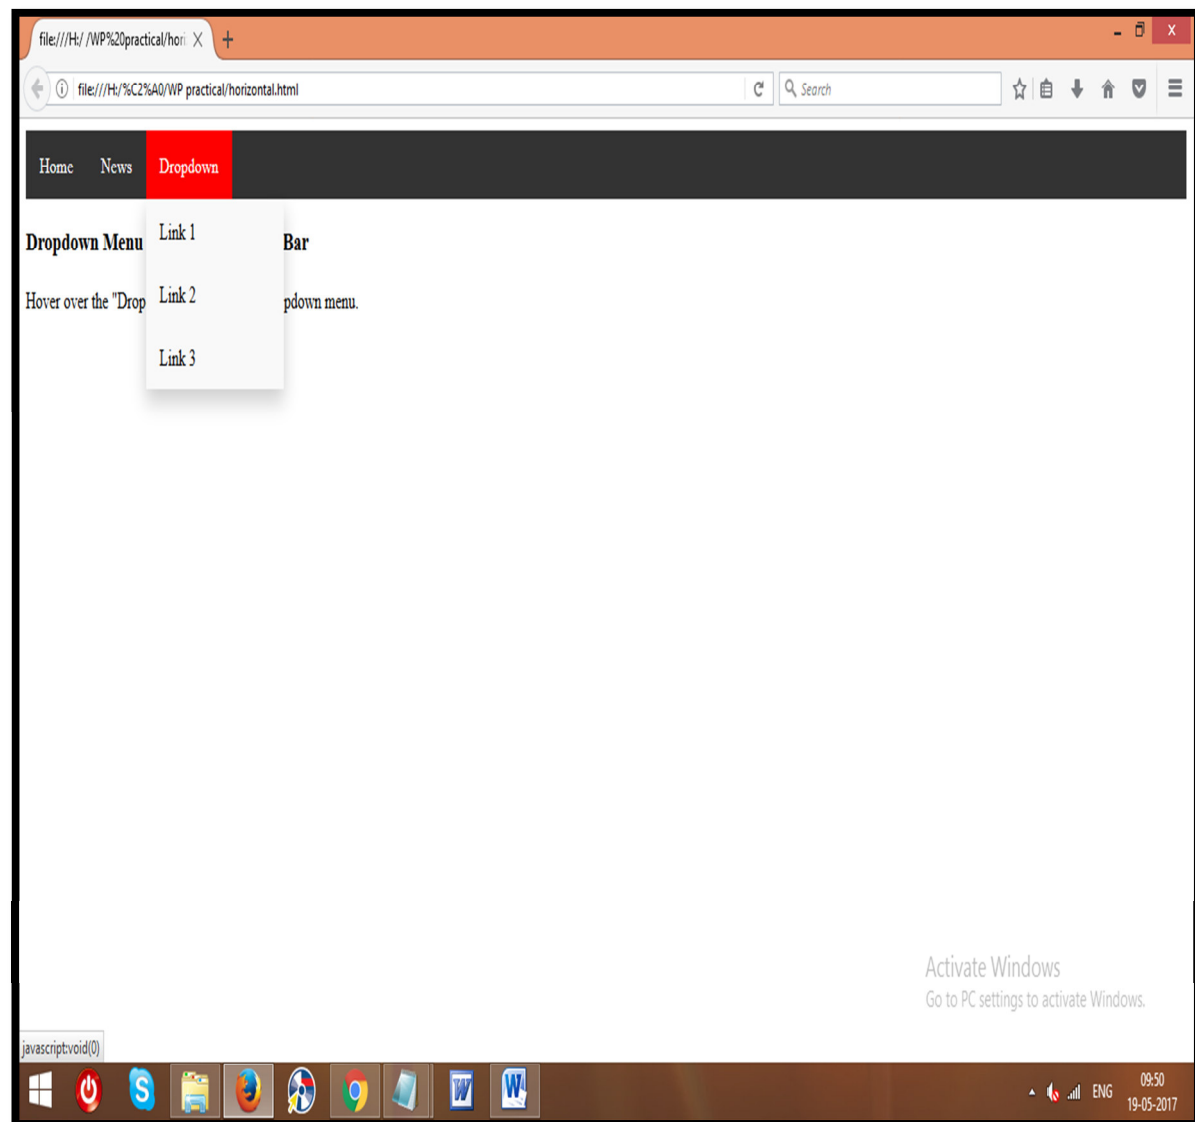 file:///H:/ /WP%20practical/hori
file:///H:/%C2%A0/WP practical/horizontal.html
Search
Home News Dropdown
Link 1
Dropdown Menu Bar
Link 2
Hover over the "Drop pdown menu.
Link 3
Activate Windows
Go to PC settings to activate Windows.
javascript:void(0)
ENG
09:50
19-05-2017